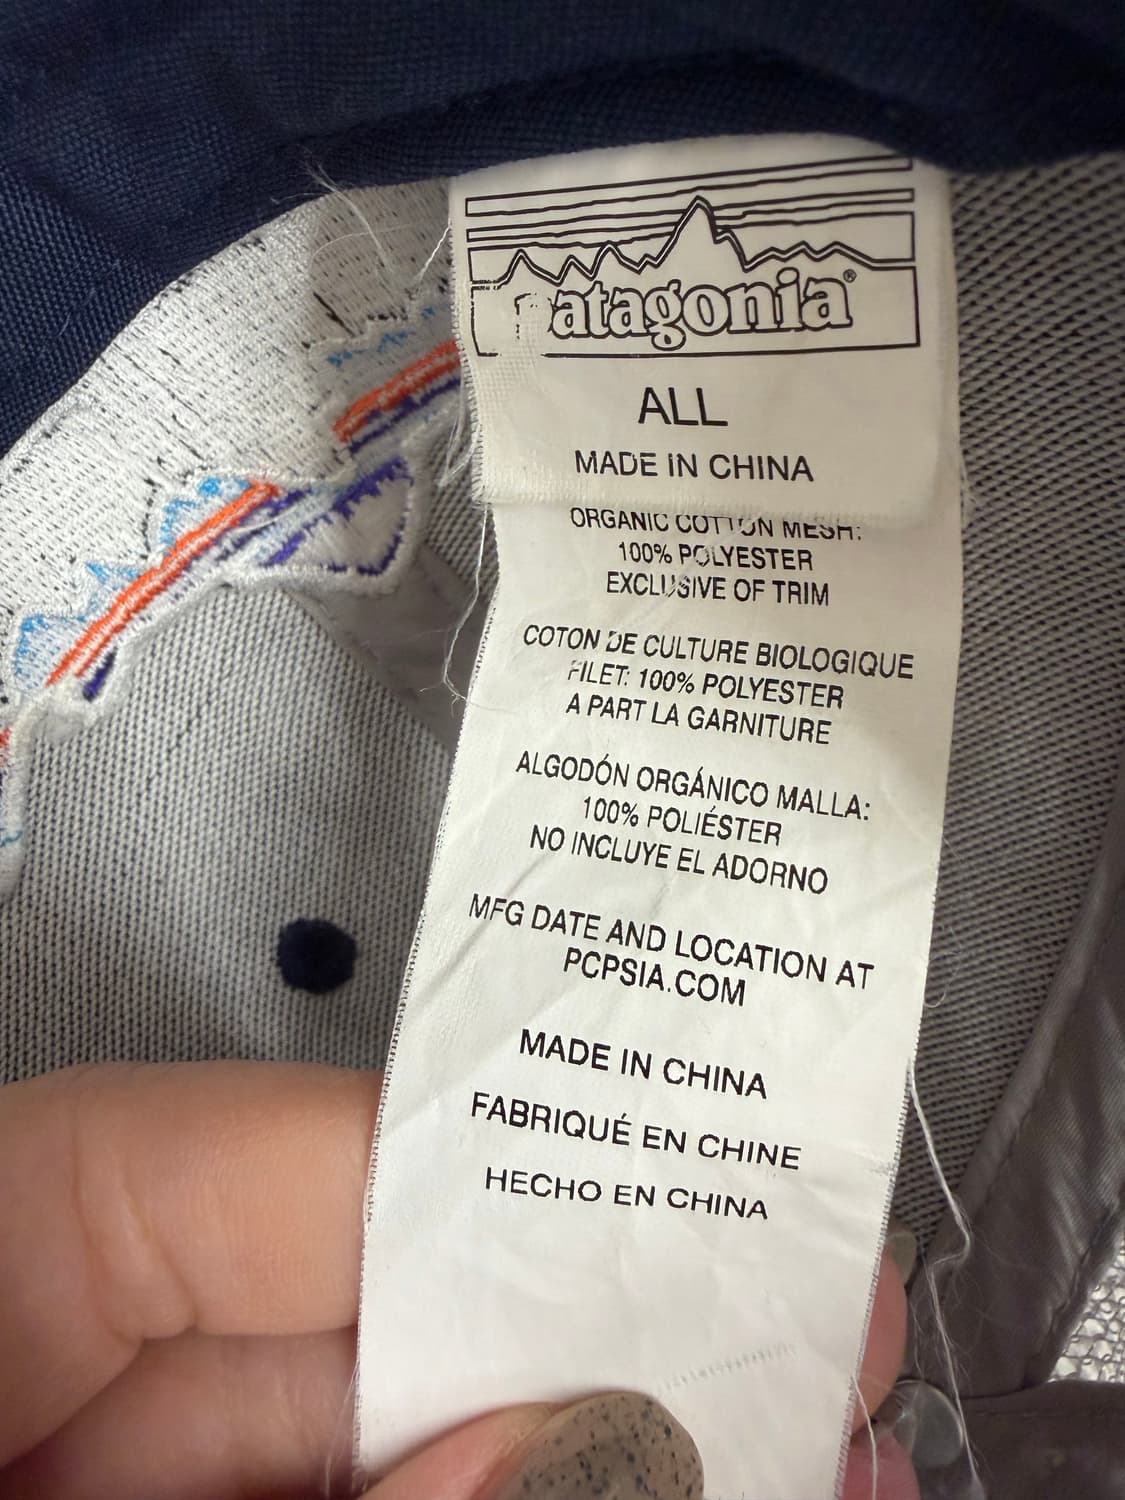 Patagonia®
ALL
MADE IN CHINA
ORGANIC COTTON MESH:
100% POLYESTER
EXCLUSIVE OF TRIM
COTON DE CULTURE BIOLOGIQUE
FILET: 100% POLYESTER
A PART LA GARNITURE
ALGODÓN ORGÁNICO MALLA:
100% POLIÉSTER
NO INCLUYE EL ADORNO
MFG DATE AND LOCATION AT
PCPSIA.COM
MADE IN CHINA
FABRIQUÉ EN CHINE
HECHO EN CHINA